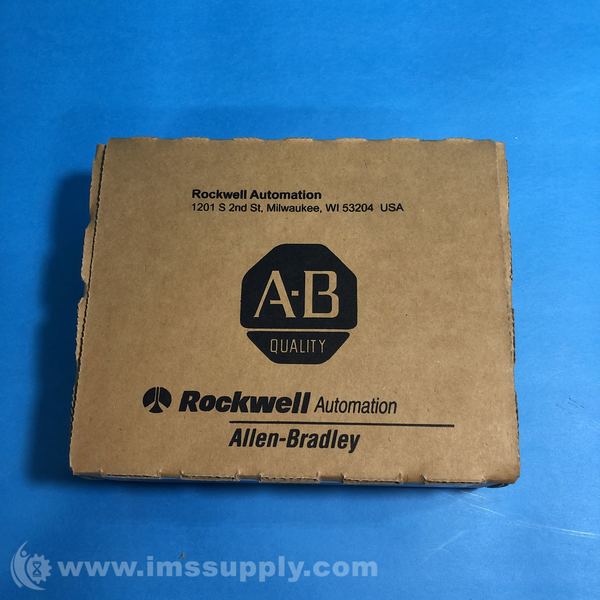 Rockwell Automation
1201 S 2nd St, Milwaukee, WI 53204 USA
A-B
QUALITY
Rockwell Automation
Allen-Bradley
www.imssupply.com